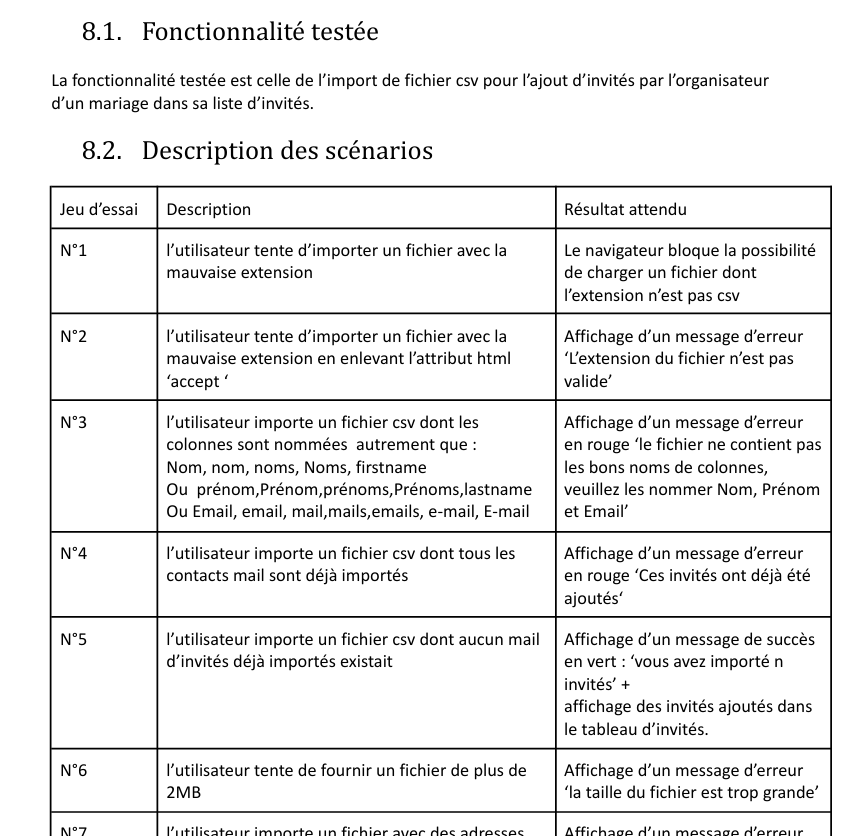 8.1. Fonctionnalité testée
La fonctionnalité testée est celle de l’import de fichier csv pour l’ajout d’invités par l’organisateur
d’un mariage dans sa liste d’invités.
8.2. Description des scénarios
Jeu d’essai
Description
Résultat attendu
N°1
l’utilisateur tente d’importer un fichier avec la
mauvaise extension
Le navigateur bloque la possibilité
de charger un fichier dont
l’extension n’est pas csv
N°2
l’utilisateur tente d’importer un fichier avec la
mauvaise extension en enlevant l’attribut html
‘accept ‘
Affichage d’un message d’erreur
‘L’extension du fichier n’est pas
valide’
N°3
l’utilisateur importe un fichier csv dont les
colonnes sont nommées  autrement que :
Nom, nom, noms, Noms, firstname
Ou  prénom,Prénom,prénoms,Prénoms,lastname
Ou Email, email, mail,mails,emails, e-mail, E-mail
Affichage d’un message d’erreur
en rouge ‘le fichier ne contient pas
les bons noms de colonnes,
veuillez les nommer Nom, Prénom
et Email’
N°4
l’utilisateur importe un fichier csv dont tous les
contacts mail sont déjà importés
Affichage d’un message d’erreur
en rouge ‘Ces invités ont déjà été
ajoutés‘
N°5
l’utilisateur importe un fichier csv dont aucun mail
d’invités déjà importés existait
Affichage d’un message de succès
en vert : ‘vous avez importé n
invités’ +
affichage des invités ajoutés dans
le tableau d’invités.
N°6
l’utilisateur tente de fournir un fichier de plus de
2MB
Affichage d’un message d’erreur
‘la taille du fichier est trop grande’
N°7
l’utilisateur importe un fichier avec des adresses
Affichage d’un message d’erreur